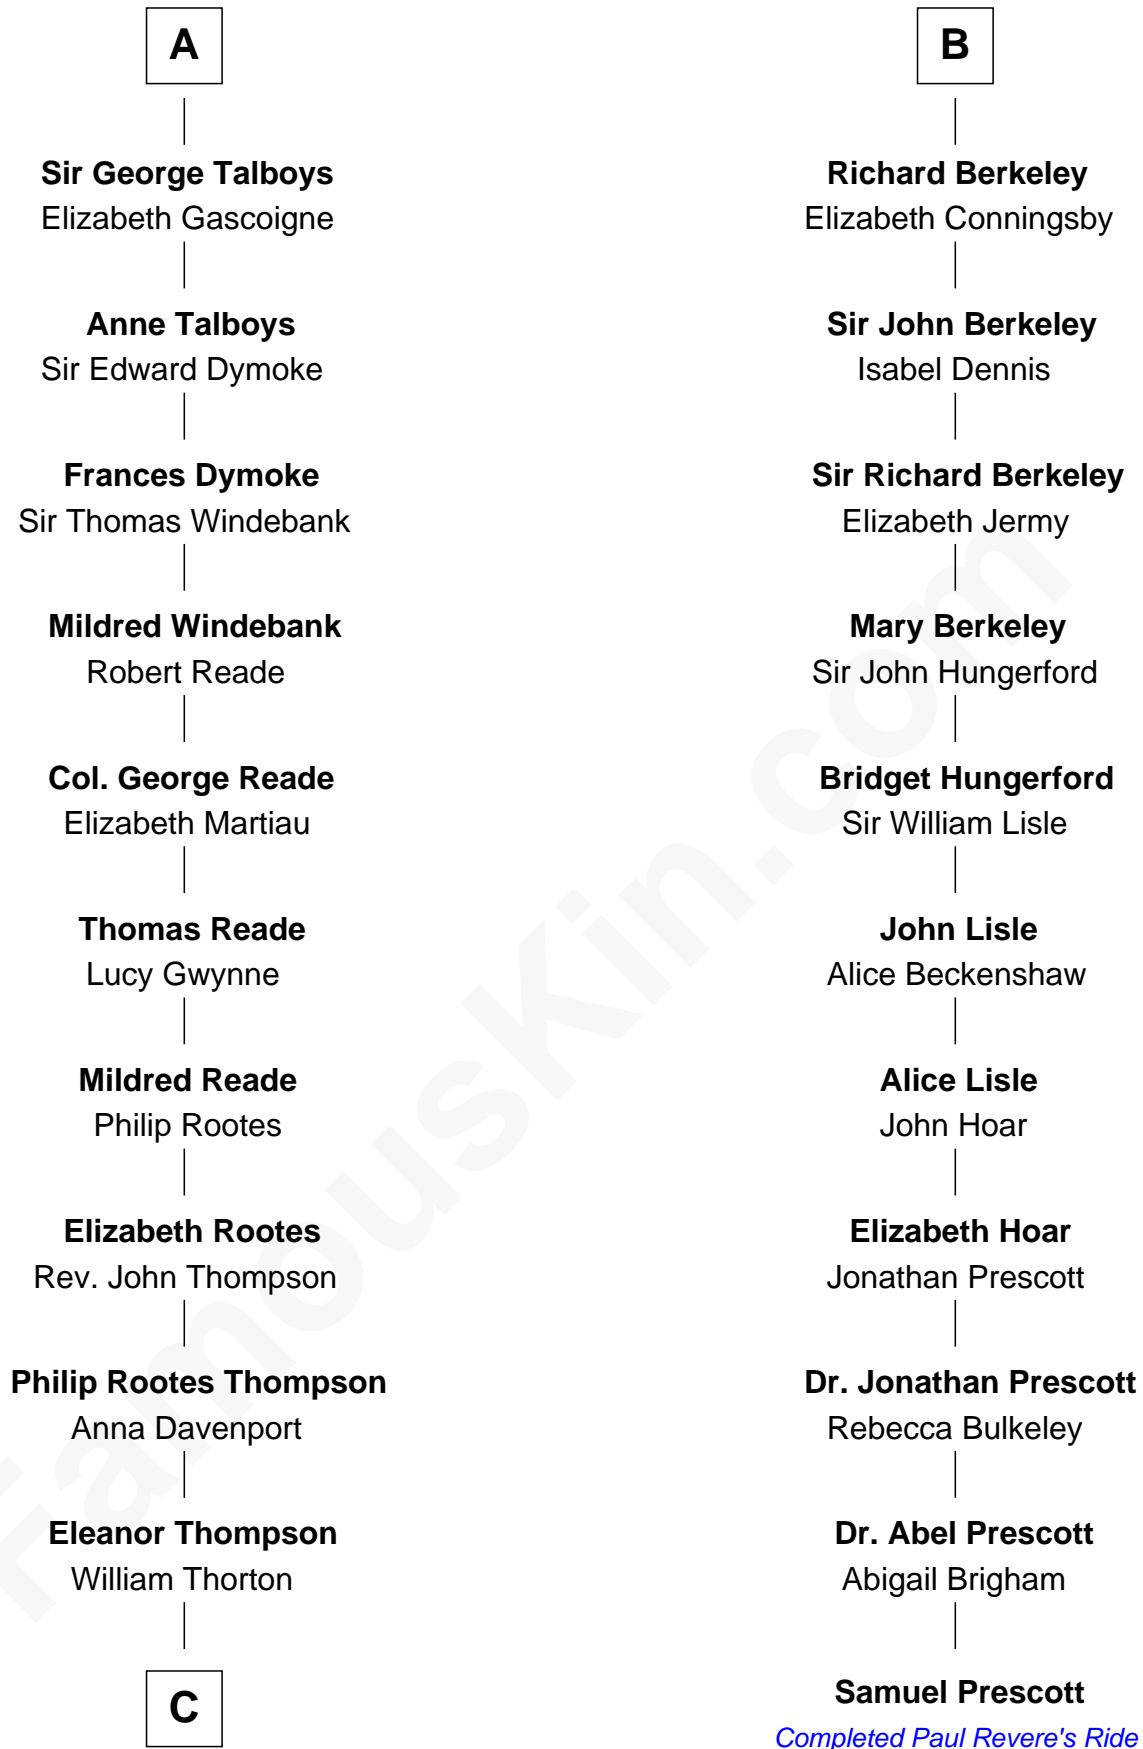 A
Sir George Talboys
Elizabeth Gascoigne
Anne Talboys
Sir Edward Dymoke
Frances Dymoke
Sir Thomas Windebank
Mildred Windebank
Robert Reade
Col. George Reade
Elizabeth Martiau
Thomas Reade
Lucy Gwynne
Mildred Reade
Philip Rootes
Elizabeth Rootes
Rev. John Thompson
Philip Rootes Thompson
Anna Davenport
Eleanor Thompson
William Thorton
C
B
Richard Berkeley
Elizabeth Conningsby
Sir John Berkeley
Isabel Dennis
Sir Richard Berkeley
Elizabeth Jermy
Mary Berkeley
Sir John Hungerford
Bridget Hungerford
Sir William Lisle
John Lisle
Alice Beckenshaw
Alice Lisle
John Hoar
Elizabeth Hoar
Jonathan Prescott
Dr. Jonathan Prescott
Rebecca Bulkeley
Dr. Abel Prescott
Abigail Brigham
Samuel Prescott
Completed Paul Revere's Ride
FamousKin.com